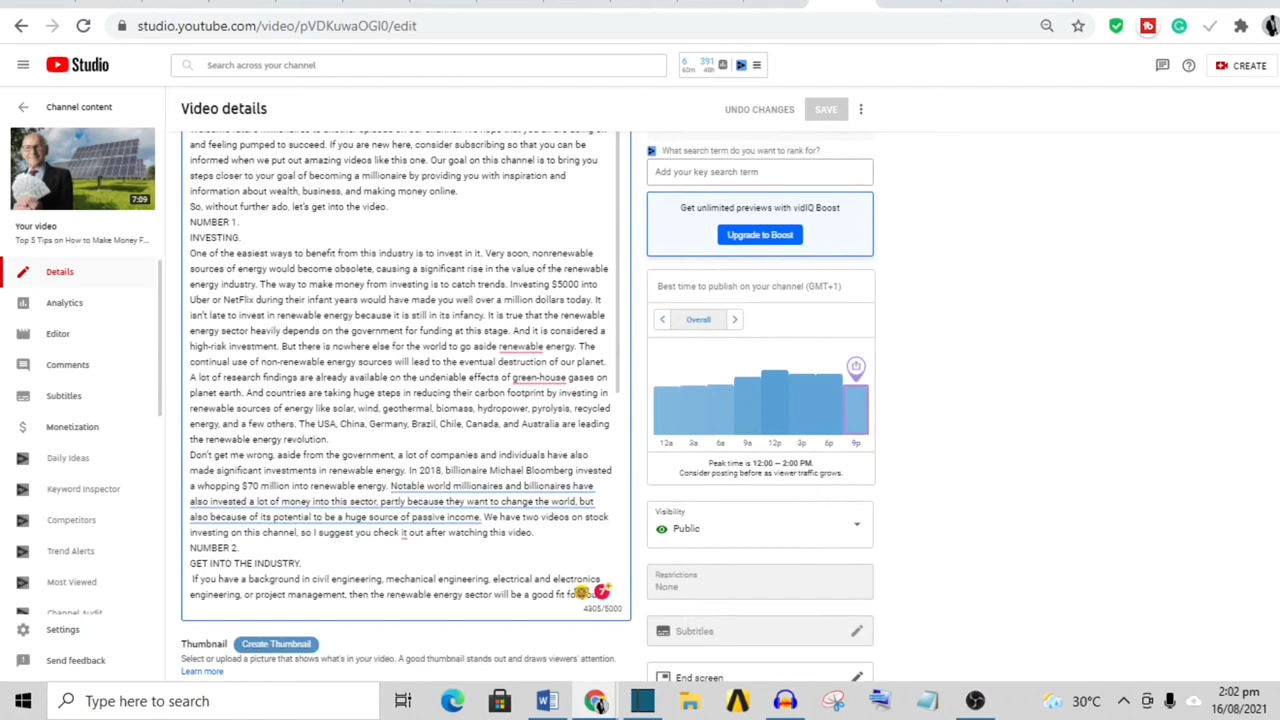 studio.youtube.com/video/pVDKuwaOGI0/edit
Studio
Search across your channel
6 391
60m 48h
CREATE
Channel content
Video details
UNDO CHANGES
SAVE
7:09
Your video
Top 5 Tips on How to Make Money F...
Details
Analytics
Editor
Comments
Subtitles
Monetization
Daily Ideas
Keyword Inspector
Competitors
Trend Alerts
Most Viewed
Channel Audit
Settings
Send feedback
and feeling pumped to succeed. If you are new here, consider subscribing so that you can be
informed when we put out amazing videos like this one. Our goal on this channel is to bring you
steps closer to your goal of becoming a millionaire by providing you with inspiration and
information about wealth, business, and making money online.
So, without further ado, let's get into the video.
NUMBER 1.
INVESTING.
One of the easiest ways to benefit from this industry is to invest in it. Very soon, nonrenewable
sources of energy would become obsolete, causing a significant rise in the value of the renewable
energy industry. The way to make money from investing is to catch trends. Investing $5000 into
Uber or NetFlix during their infant years would have made you well over a million dollars today. It
isn't late to invest in renewable energy because it is still in its infancy. It is true that the renewable
energy sector heavily depends on the government for funding at this stage. And it is considered a
high-risk investment. But there is nowhere else for the world to go aside renewable energy. The
continual use of non-renewable energy sources will lead to the eventual destruction of our planet.
A lot of research findings are already available on the undeniable effects of green-house gases on
planet earth. And countries are taking huge steps in reducing their carbon footprint by investing in
renewable sources of energy like solar, wind, geothermal, biomass, hydropower, pyrolysis, recycled
energy, and a few others. The USA, China, Germany, Brazil, Chile, Canada, and Australia are leading
the renewable energy revolution.
Don't get me wrong, aside from the government, a lot of companies and individuals have also
made significant investments in renewable energy. In 2018, billionaire Michael Bloomberg invested
a whopping $70 million into renewable energy. Notable world millionaires and billionaires have
also invested a lot of money into this sector, partly because they want to change the world, but
also because of its potential to be a huge source of passive income. We have two videos on stock
investing on this channel, so I suggest you check it out after watching this video.
NUMBER 2.
GET INTO THE INDUSTRY.
If you have a background in civil engineering, mechanical engineering, electrical and electronics
engineering, or project management, then the renewable energy sector will be a good fit
4305/5000
Thumbnail
Create Thumbnail
Select or upload a picture that shows what's in your video. A good thumbnail stands out and draws viewers' attention.
Learn more
What search term do you want to rank for?
Add your key search term
Get unlimited previews with vidIQ Boost
Upgrade to Boost
Best time to publish on your channel (GMT+1)
Overall
12a 3a 6a 9a 12p 3p 6p 9p
Peak time is 12:00 – 2:00 PM.
Consider posting before as viewer traffic grows.
Visibility
Public
Restrictions
None
Subtitles
End screen
Type here to search
30°C
2:02 pm
16/08/2021